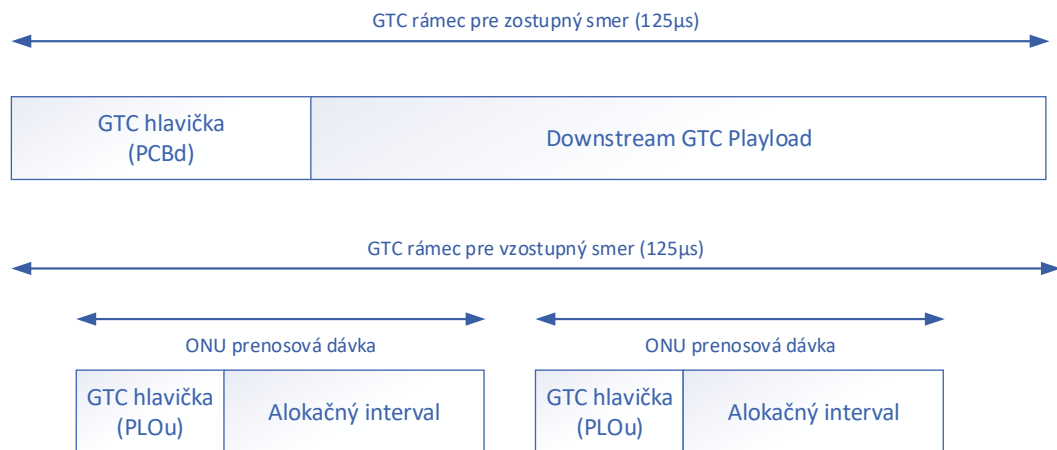 GTC rámec pre zostupný smer (125µs)
GTC hlavička
(PCBd)
Downstream GTC Playload
GTC rámec pre vzostupný smer (125µs)
ONU prenosová dávka
ONU prenosová dávka
GTC hlavička
(PLOu)
Alokačný interval
GTC hlavička
(PLOu)
Alokačný interval